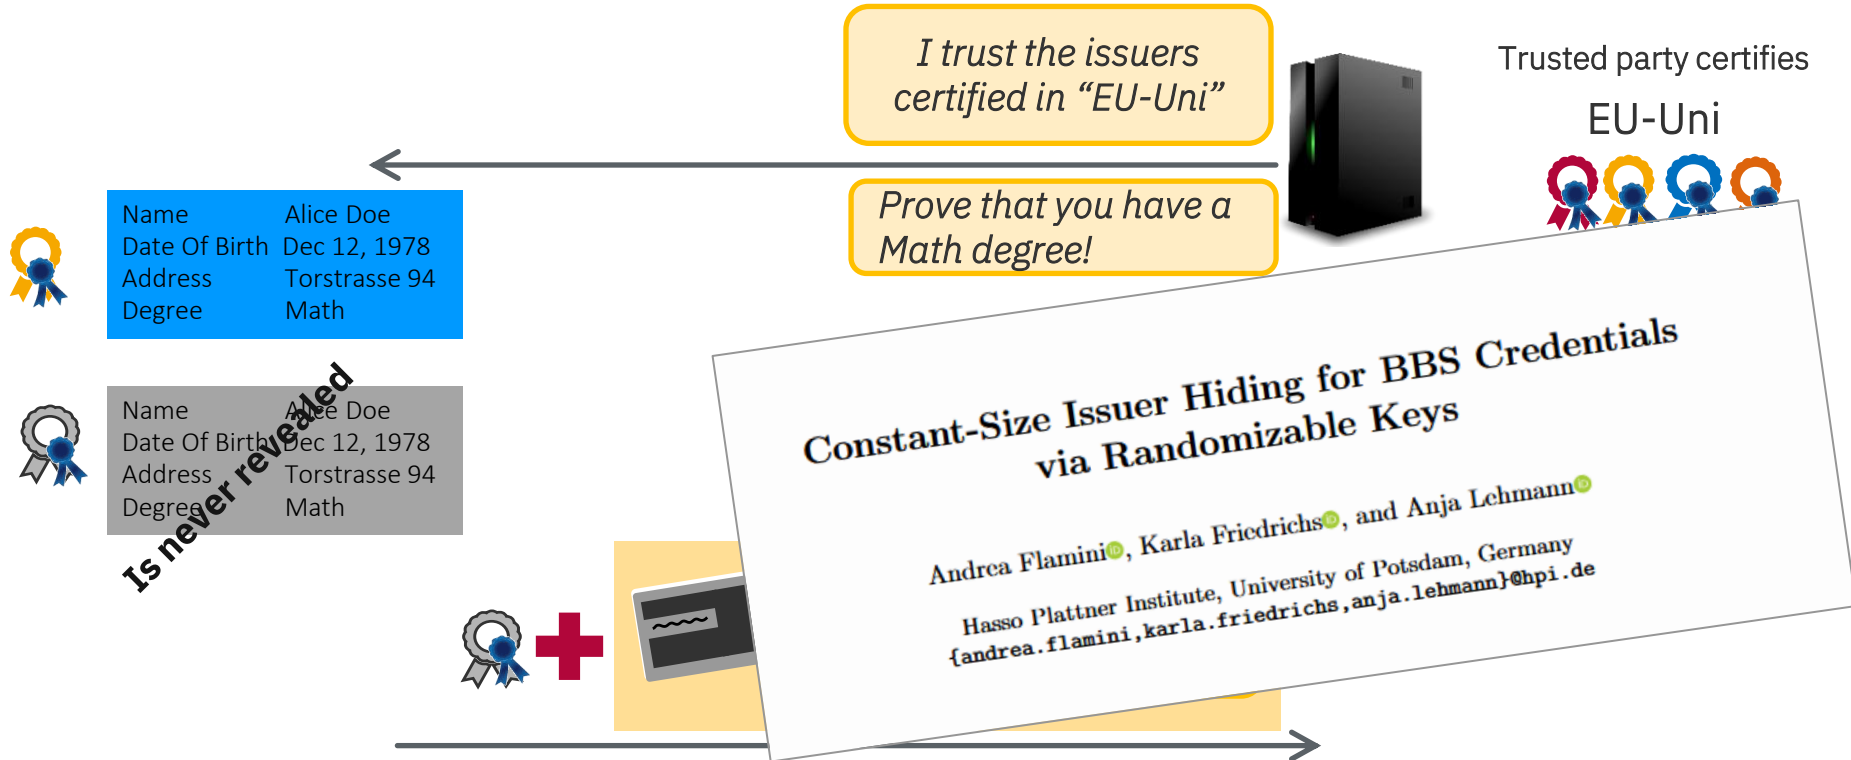 I trust the issuers
certified in “EU-Uni”
Trusted party certifies
EU-Uni
Prove that you have a
Math degree!
Name Alice Doe
Date Of Birth Dec 12, 1978
Address Torstrasse 94
Degree Math
Name Alice Doe
Date Of Birth Dec 12, 1978
Address Torstrasse 94
Degree Math
Is never revealed
Constant-Size Issuer Hiding for BBS Credentials
via Randomizable Keys
Andrea Flamini, Karla Friedrichs, and Anja Lehmann
Hasso Plattner Institute, University of Potsdam, Germany
{andrea.flamini,karla.friedrichs,anja.lehmann}@hpi.de